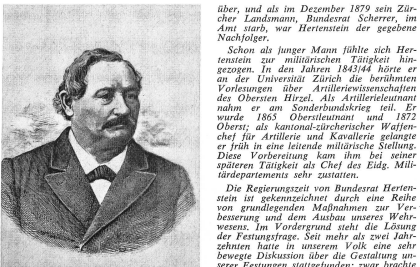 über, und als im Dezember 1879 sein Zür-
cher Landsmann, Bundesrat Scherrer, im
Amt starb, war Hertenstein der gegebene
Nachfolger.
Schon als junger Mann fühlte sich Her-
tenstein zur militärischen Tätigkeit hin-
gezogen. In den Jahren 1843/44 hörte er
an der Universität Zürich die berühmten
Vorlesungen über Artilleriewissenschaften
des Obersten Hirzel. Als Artillerieleutnant
nahm er am Sonderbundskrieg teil. Er
wurde 1865 Oberstleutnant und 1872
Oberst; als kantonal-zürcherischer Waffen-
chef für Artillerie und Kavallerie gelangte
er früh in eine leitende militärische Stellung.
Diese Vorbereitung kam ihm bei seiner
späteren Tätigkeit als Chef des Eidg. Mili-
tärdepartements sehr zustatten.
Die Regierungszeit von Bundesrat Herten-
stein ist gekennzeichnet durch eine Reihe
von grundlegenden Maßnahmen zur Ver-
besserung und dem Ausbau unseres Wehr-
wesens. Im Vordergrund steht die Lösung
der Festungsfrage. Seit mehr als zwei Jahr-
zehnten hatte in unserem Volk eine sehr
bewegte Diskussion über die Gestaltung un-
serer Festungen stattgefunden; zwar brachte